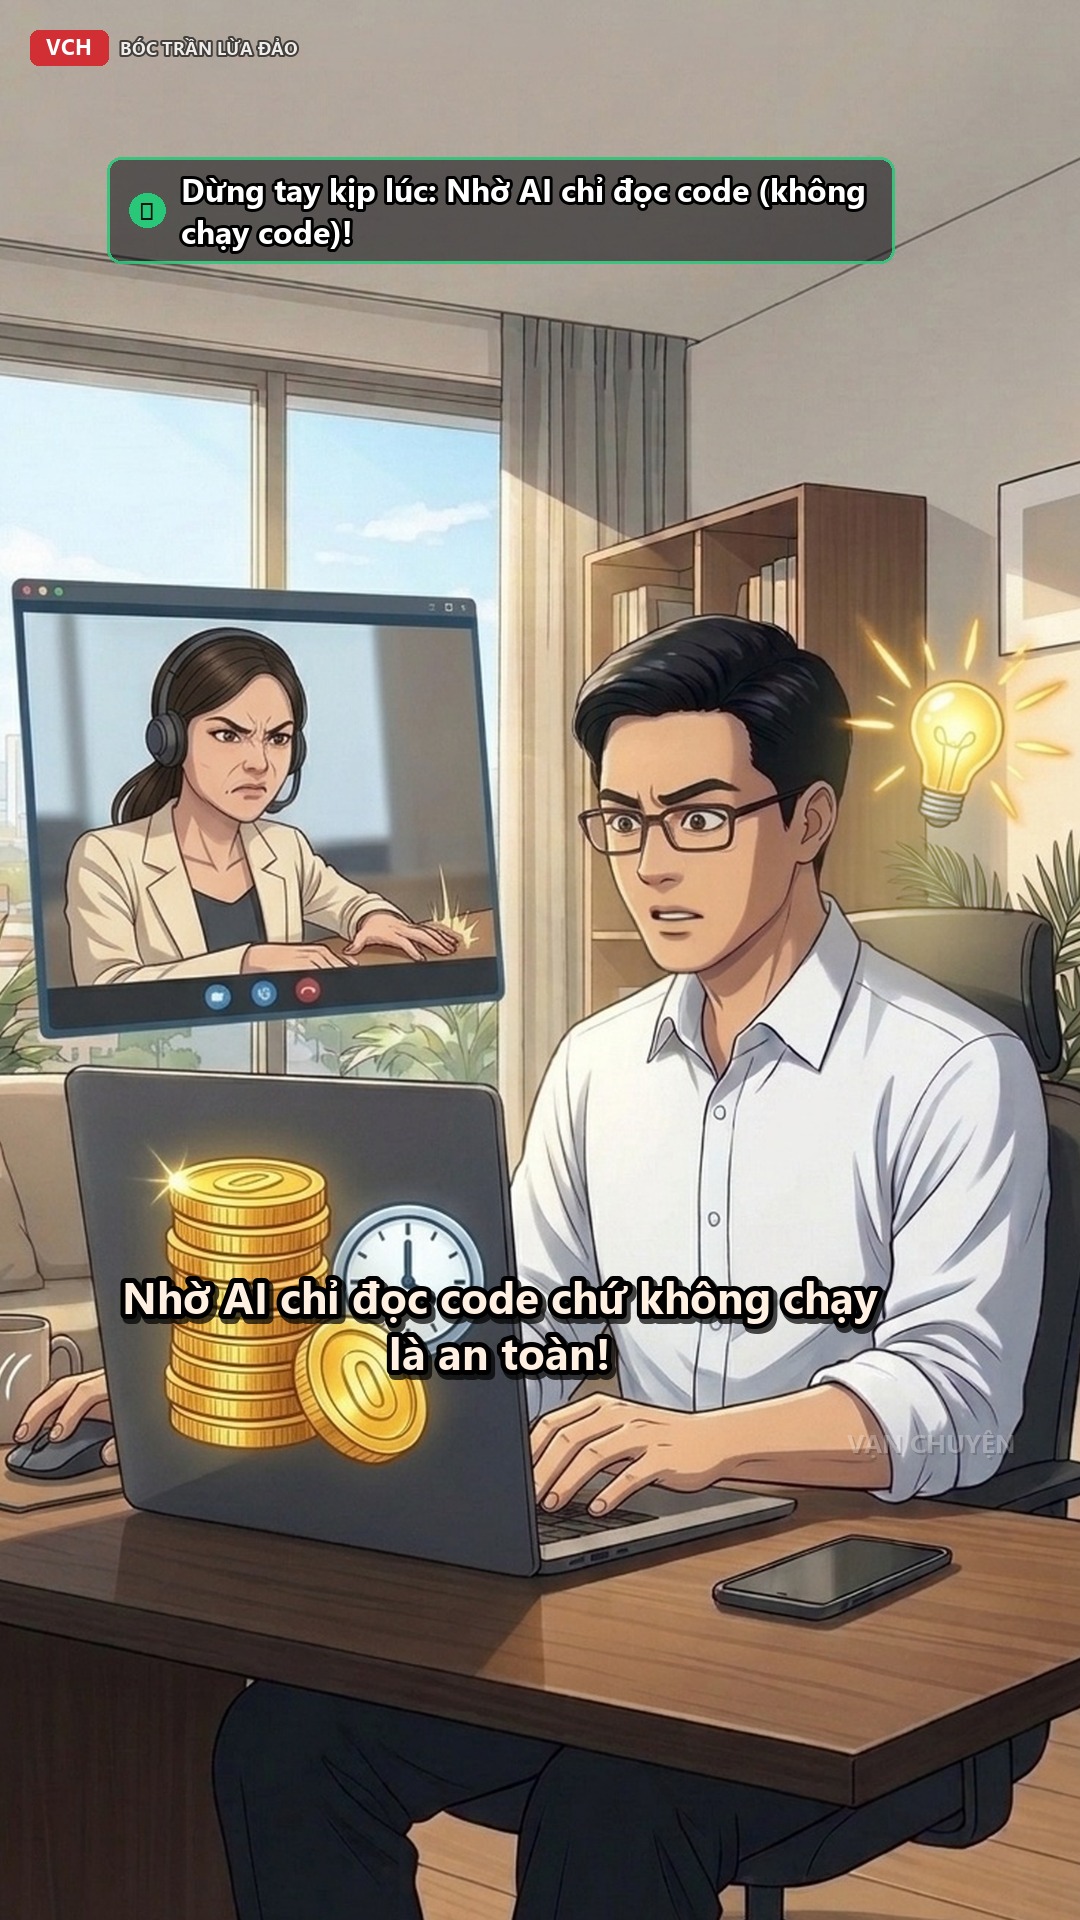 VCH BÓC TRẦN LỪA ĐẢO
Dừng tay kịp lúc: Nhờ AI chỉ đọc code (không
chạy code)!
Nhờ AI chỉ đọc code chứ không chạy
là an toàn!
VẠN CHUYỆN